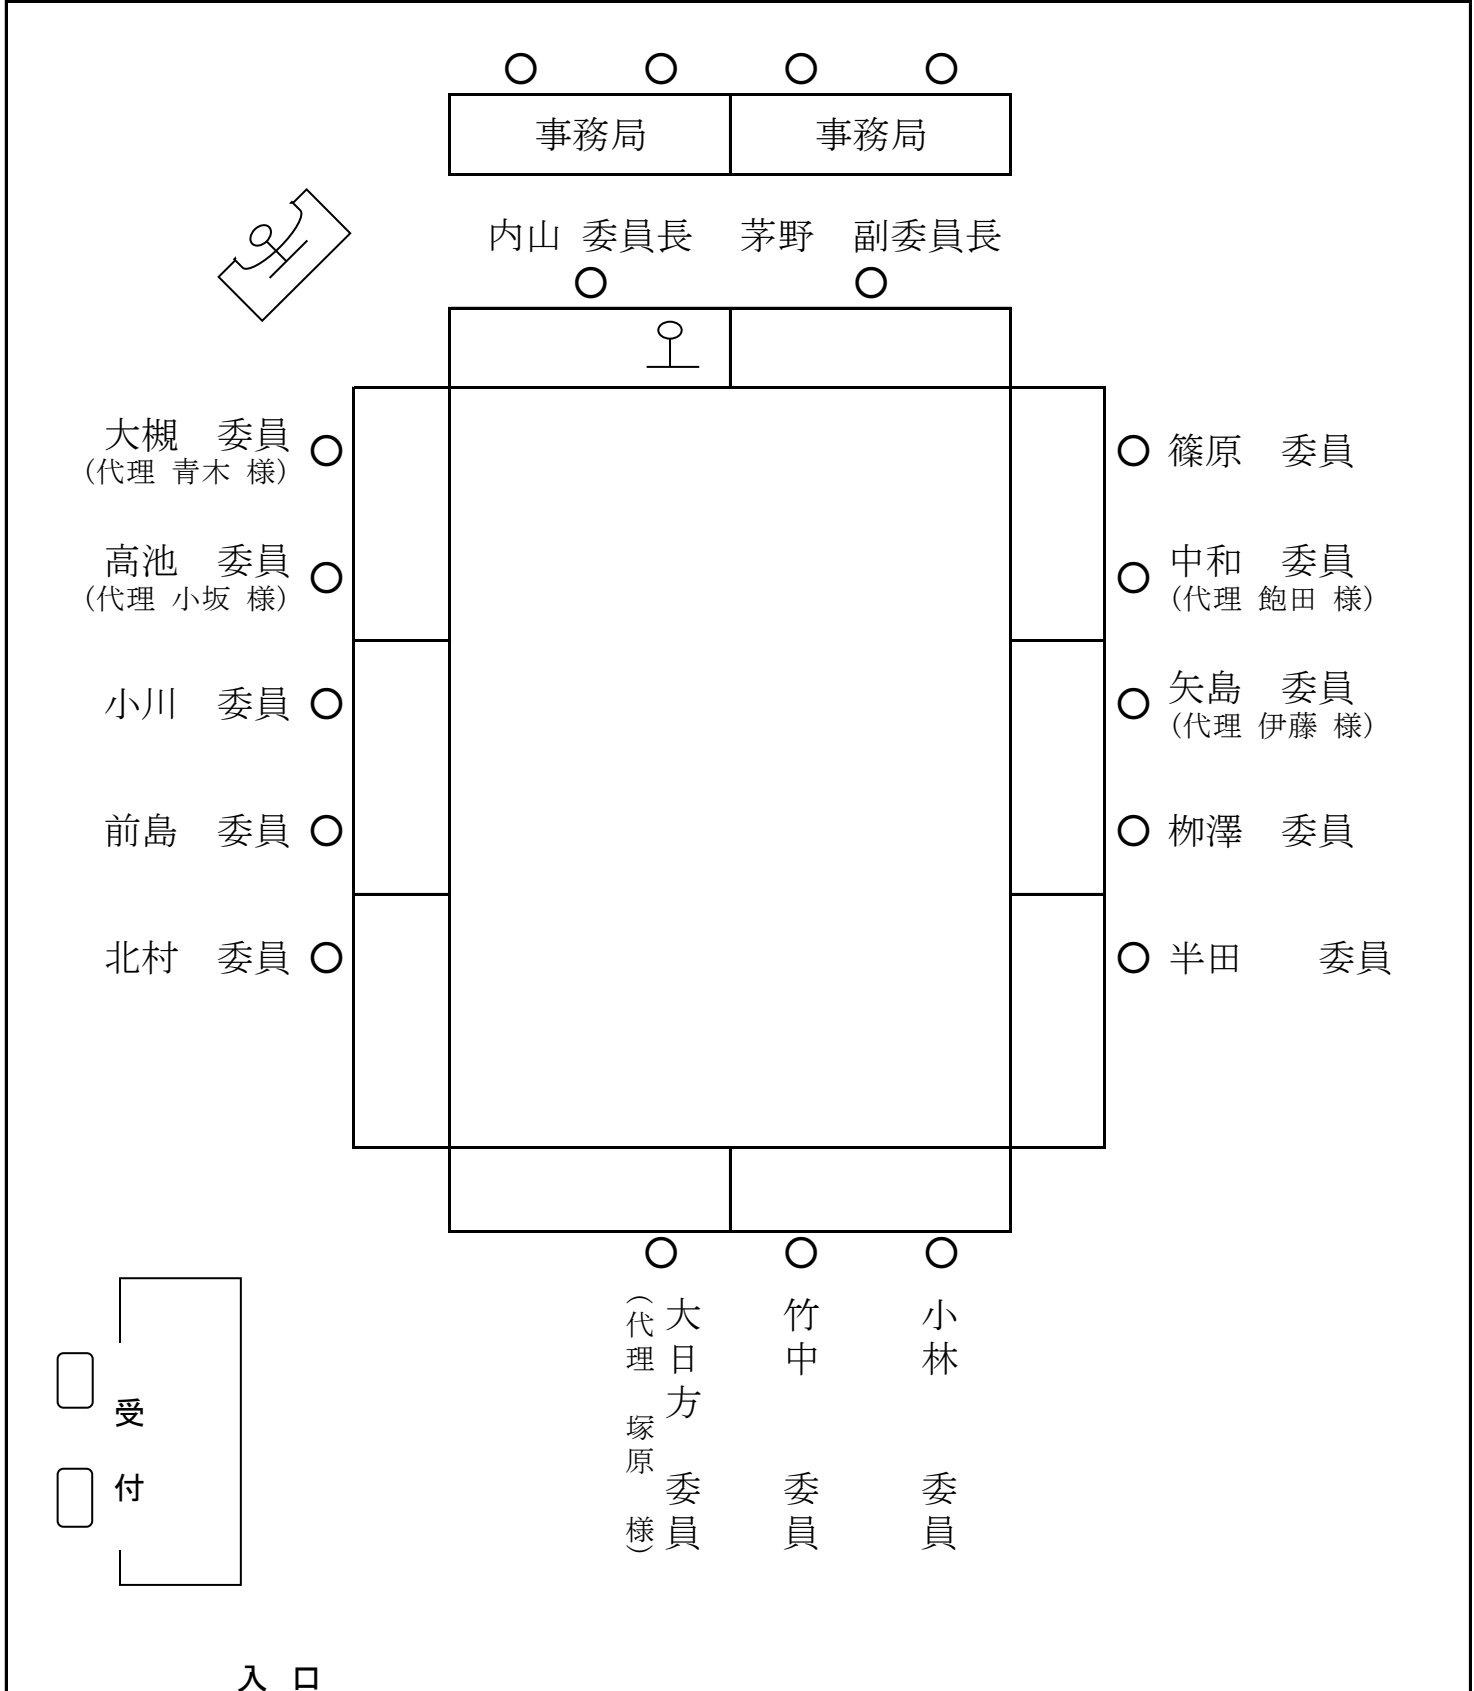 事務局 事務局
内山 委員長 茅野 副委員長
大槻 委員
(代理 青木 様)
高池 委員
(代理 小坂 様)
小川 委員
前島 委員
北村 委員
篠原 委員
中和 委員
(代理 飽田 様)
矢島 委員
(代理 伊藤 様)
栁澤 委員
半田 委員
大日方 委員
(代理 塚原 様)
竹中 委員
小林 委員
受付
入口